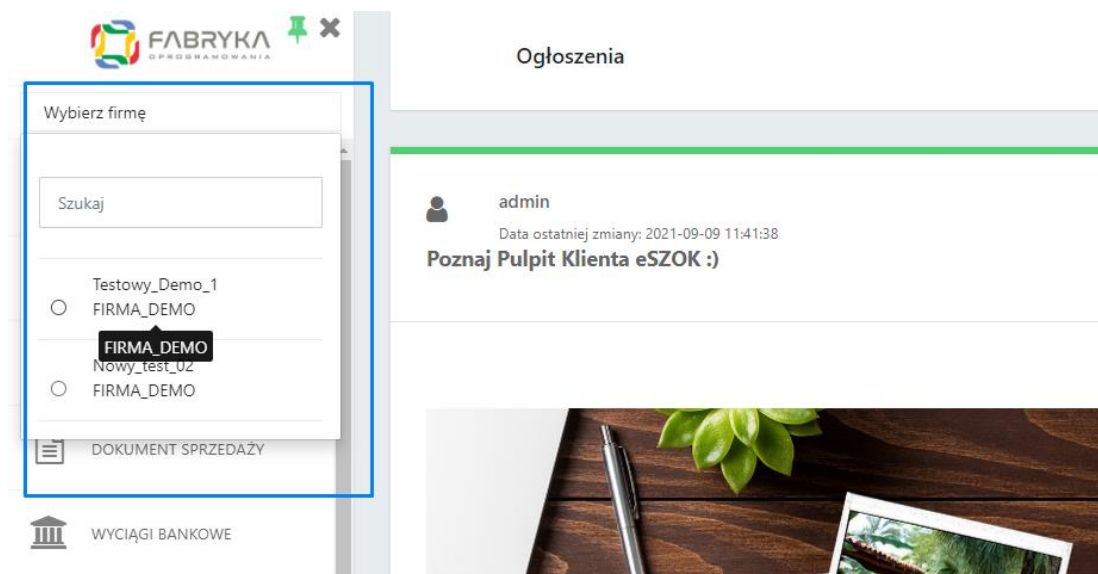 FABRYKA
OPROGRAMOWANIA
Wybierz firmę
Szukaj
Testowy_Demo_1
FIRMA_DEMO
FIRMA_DEMO
Nowy_test_02
FIRMA_DEMO
DOKUMENT SPRZEDAŻY
WYCIĄGI BANKOWE
Ogłoszenia
admin
Data ostatniej zmiany: 2021-09-09 11:41:38
Poznaj Pulpit Klienta eSZOK :)